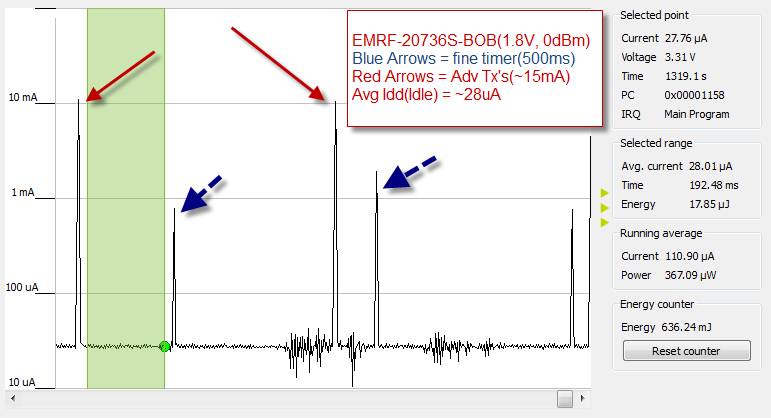 EMRF-20736S-BOB(1.8V, 0dBm)
Blue Arrows = fine timer(500ms)
Red Arrows = Adv Tx's(~15mA)
Avg Idd(Idle) = ~28uA
10 mA
1 mA
100 uA
10 uA
Selected point
Current 27.76 µA
Voltage 3.31 V
Time 1319.1 s
PC 0x00001158
IRQ Main Program
Selected range
Avg. current 28.01 µA
Time 192.48 ms
Energy 17.85 µJ
Running average
Current 110.90 µA
Power 367.09 µW
Energy counter
Energy 636.24 mJ
Reset counter